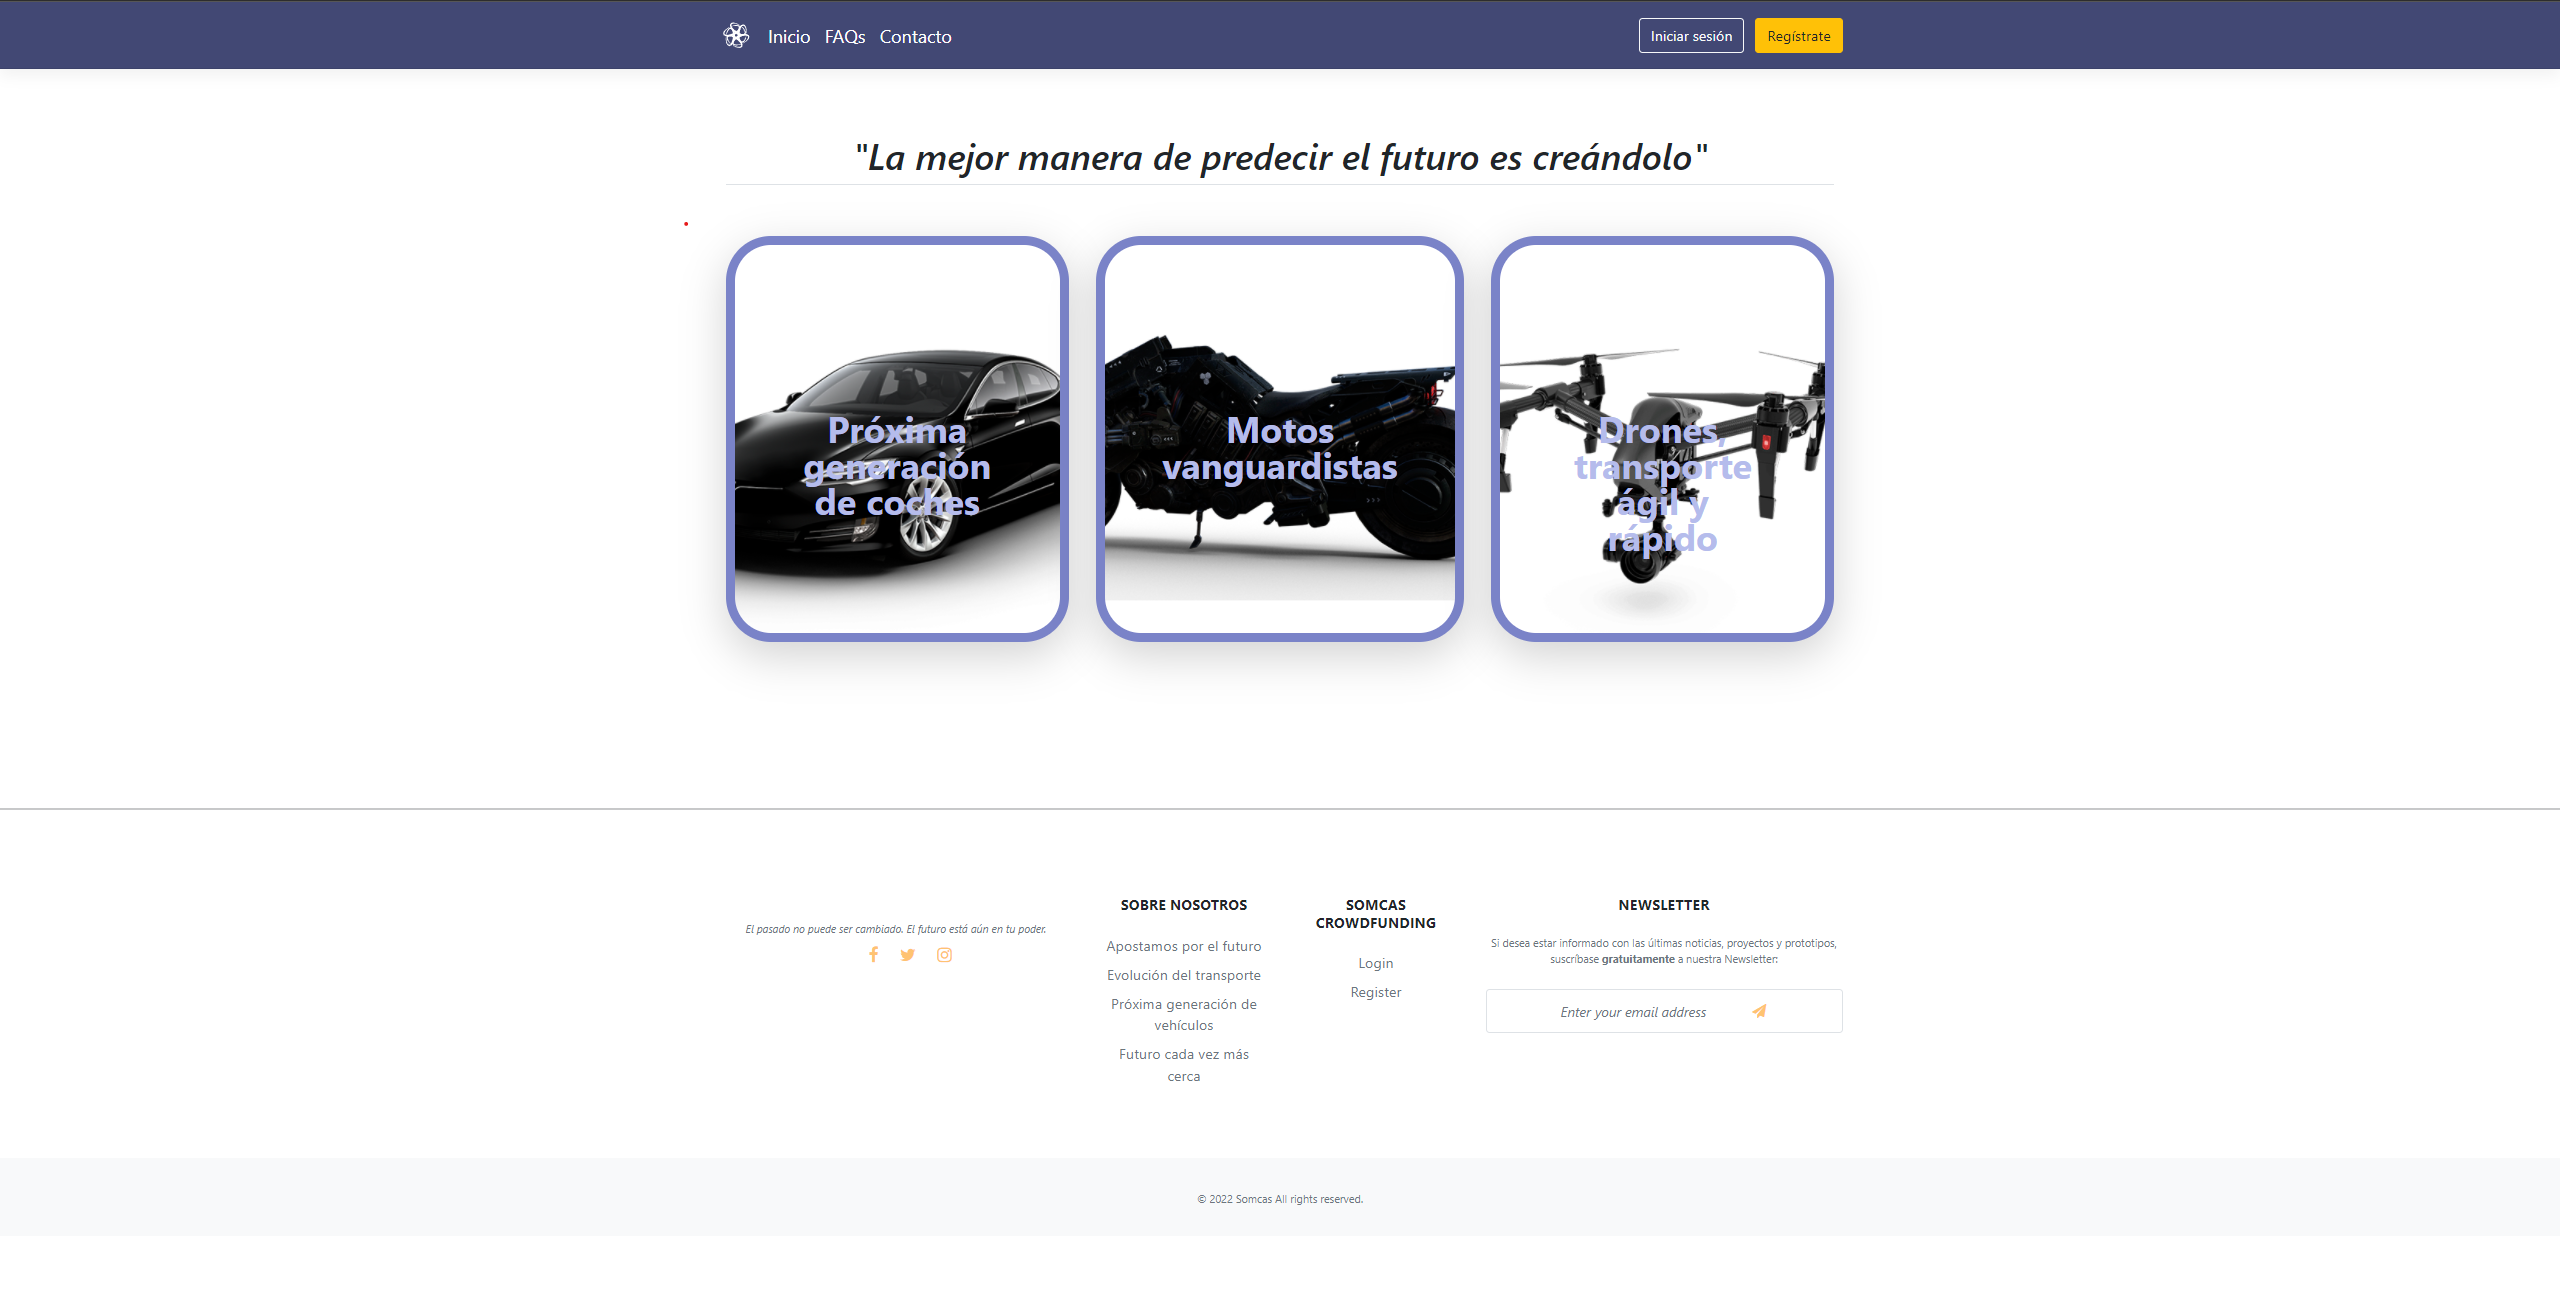 Inicio FAQs Contacto
Iniciar sesión Regístrate
"La mejor manera de predecir el futuro es creándolo"
Próxima
generación
de coches
Motos
vanguardistas
Drones,
transporte
ágil y
rápido
El pasado no puede ser cambiado. El futuro está aún en tu poder.
SOBRE NOSOTROS
Apostamos por el futuro
Evolución del transporte
Próxima generación de
vehículos
Futuro cada vez más
cerca
SOMCAS
CROWDFUNDING
Login
Register
NEWSLETTER
Si desea estar informado con las últimas noticias, proyectos y prototipos,
suscríbase gratuitamente a nuestra Newsletter:
Enter your email address
© 2022 Somcas All rights reserved.